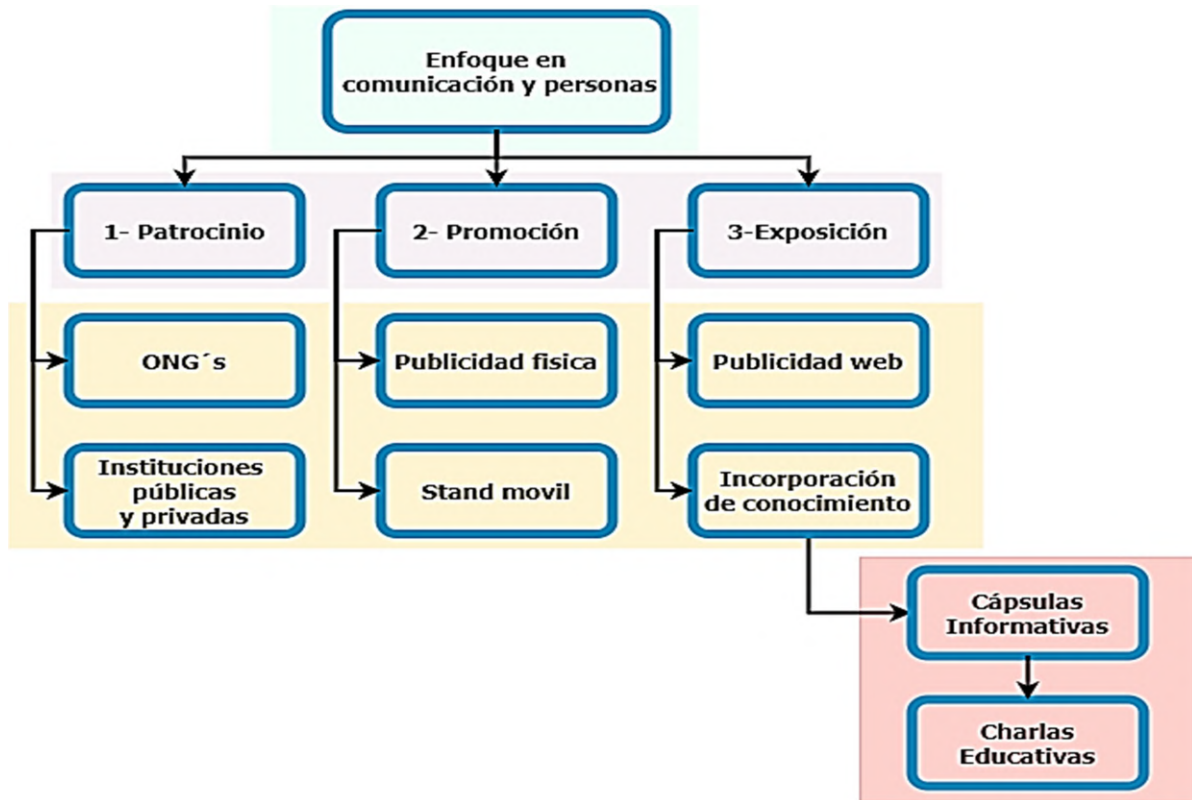 Enfoque en
comunicación y personas
1- Patrocinio
2- Promoción
3-Exposición
ONG´s
Publicidad fisica
Publicidad web
Instituciones
públicas
y privadas
Stand movil
Incorporación
de conocimiento
Cápsulas
Informativas
Charlas
Educativas